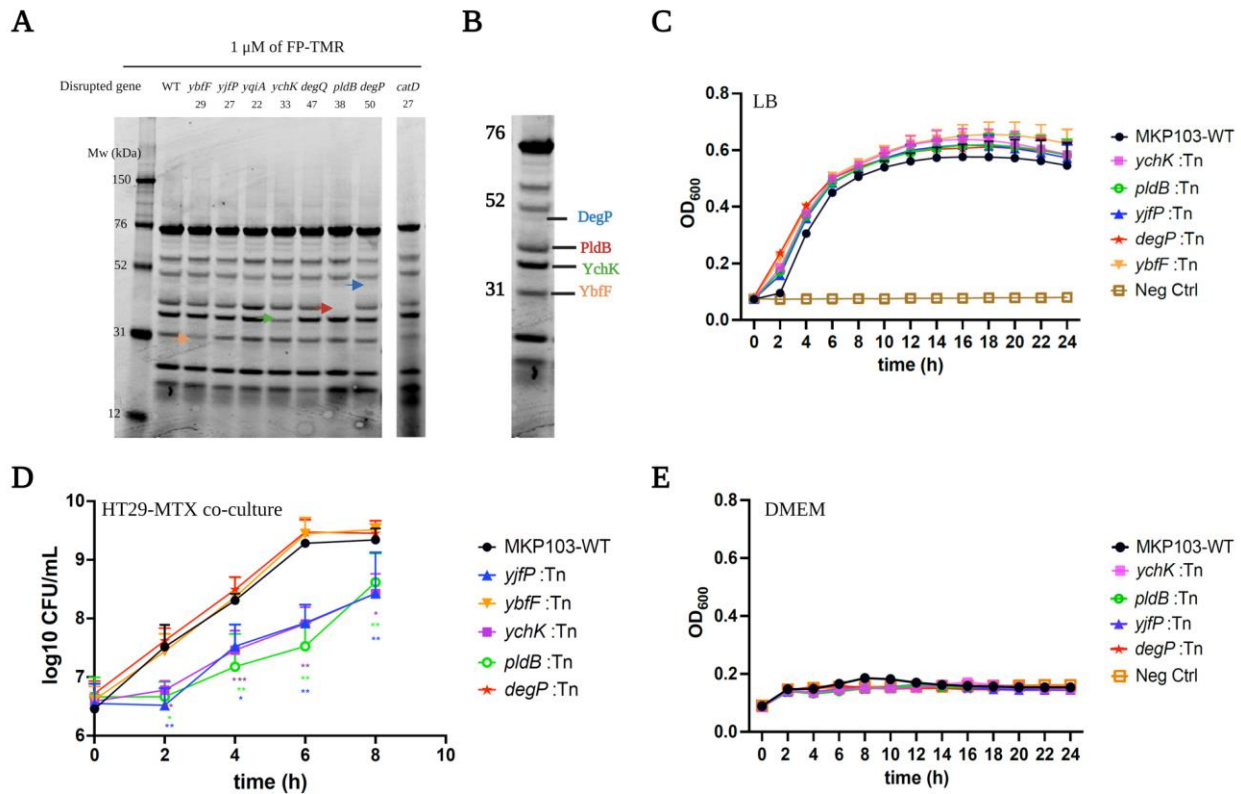 A
1 μM of FP-TMR
Disrupted gene WT ybfF yjfP yqiA ychK degQ pldB degP catD
29 27 22 33 47 38 50 27
Mw (kDa)
150
76
52
31
12
B
76
52
31
DegP
PldB
YchK
YbfF
C
LB
OD600
0.8
0.6
0.4
0.2
0.0
0 2 4 6 8 10 12 14 16 18 20 22 24
time (h)
MKP103-WT
ychK :Tn
pldB :Tn
yjfP :Tn
degP :Tn
ybfF :Tn
Neg Ctrl
D
HT29-MTX co-culture
log10 CFU/mL
10
9
8
7
6
0 2 4 6 8 10
time (h)
*
*
**
***
**
*
**
**
**
*
**
**
MKP103-WT
yjfP :Tn
ybfF :Tn
ychK :Tn
pldB :Tn
degP :Tn
E
DMEM
OD600
0.8
0.6
0.4
0.2
0.0
0 2 4 6 8 10 12 14 16 18 20 22 24
time (h)
MKP103-WT
ychK :Tn
pldB :Tn
yjfP :Tn
degP :Tn
Neg Ctrl